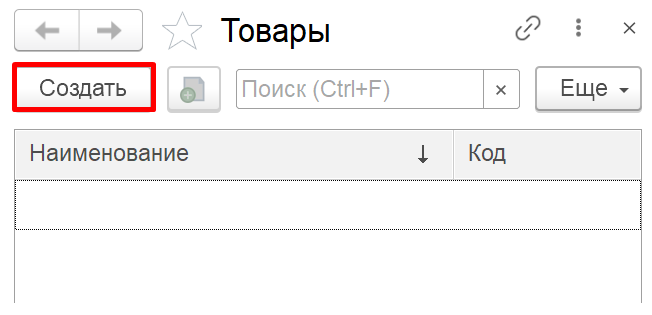 Товары
Создать Поиск (Ctrl+F) × Еще
Наименование ↓ Код